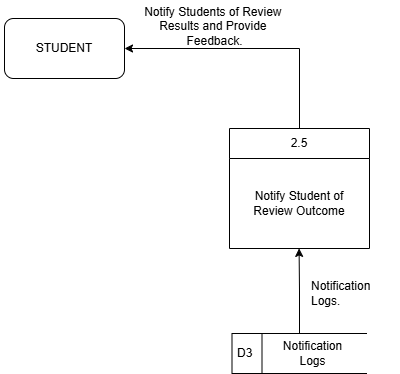 Notify Students of Review
Results and Provide
Feedback.
STUDENT
2.5
Notify Student of
Review Outcome
Notification
Logs.
D3
Notification
Logs